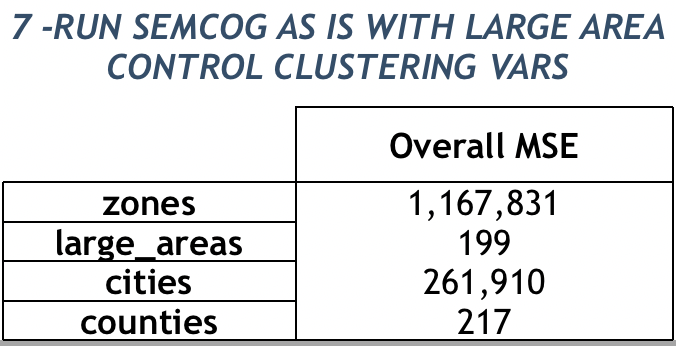 7 -RUN SEMCOG AS IS WITH LARGE AREA
CONTROL CLUSTERING VARS
Overall MSE
zones 1,167,831
large_areas 199
cities 261,910
counties 217